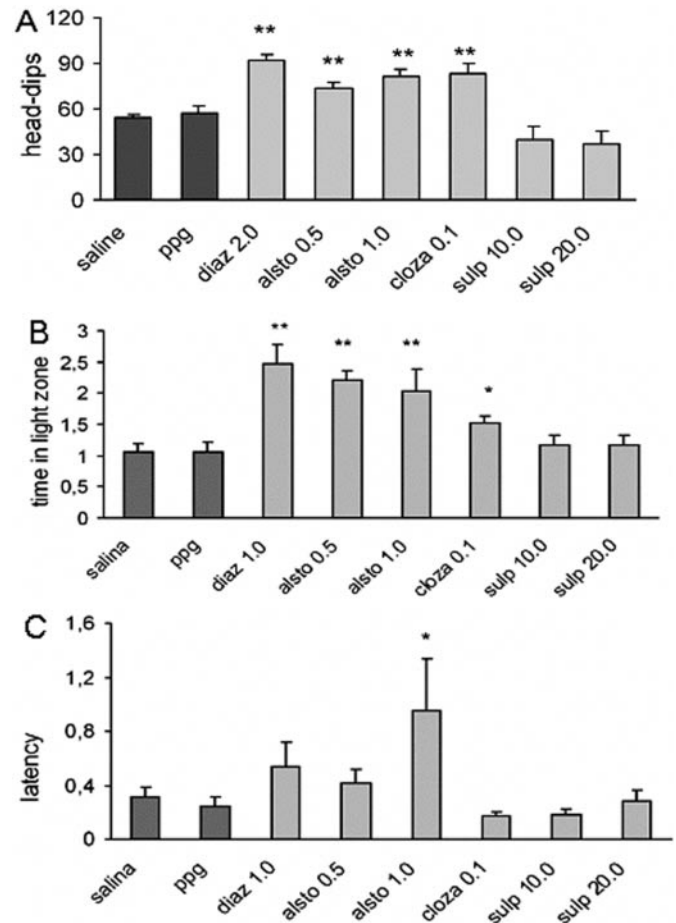 A
120
90
60
30
0
head-dips
** ** ** **
saline ppg diaz 2.0 alsto 0.5 alsto 1.0 cloza 0.1 sulp 10.0 sulp 20.0
B
3
2,5
2
1.5
1
0,5
0
time in light zone
** ** ** *
salina ppg diaz 1.0 alsto 0.5 alsto 1.0 cloza 0.1 sulp 10.0 sulp 20.0
C
1,6
1,2
0.8
0.4
0
latency
*
salina ppg diaz 1.0 alsto 0.5 alsto 1.0 cloza 0.1 sulp 10.0 sulp 20.0